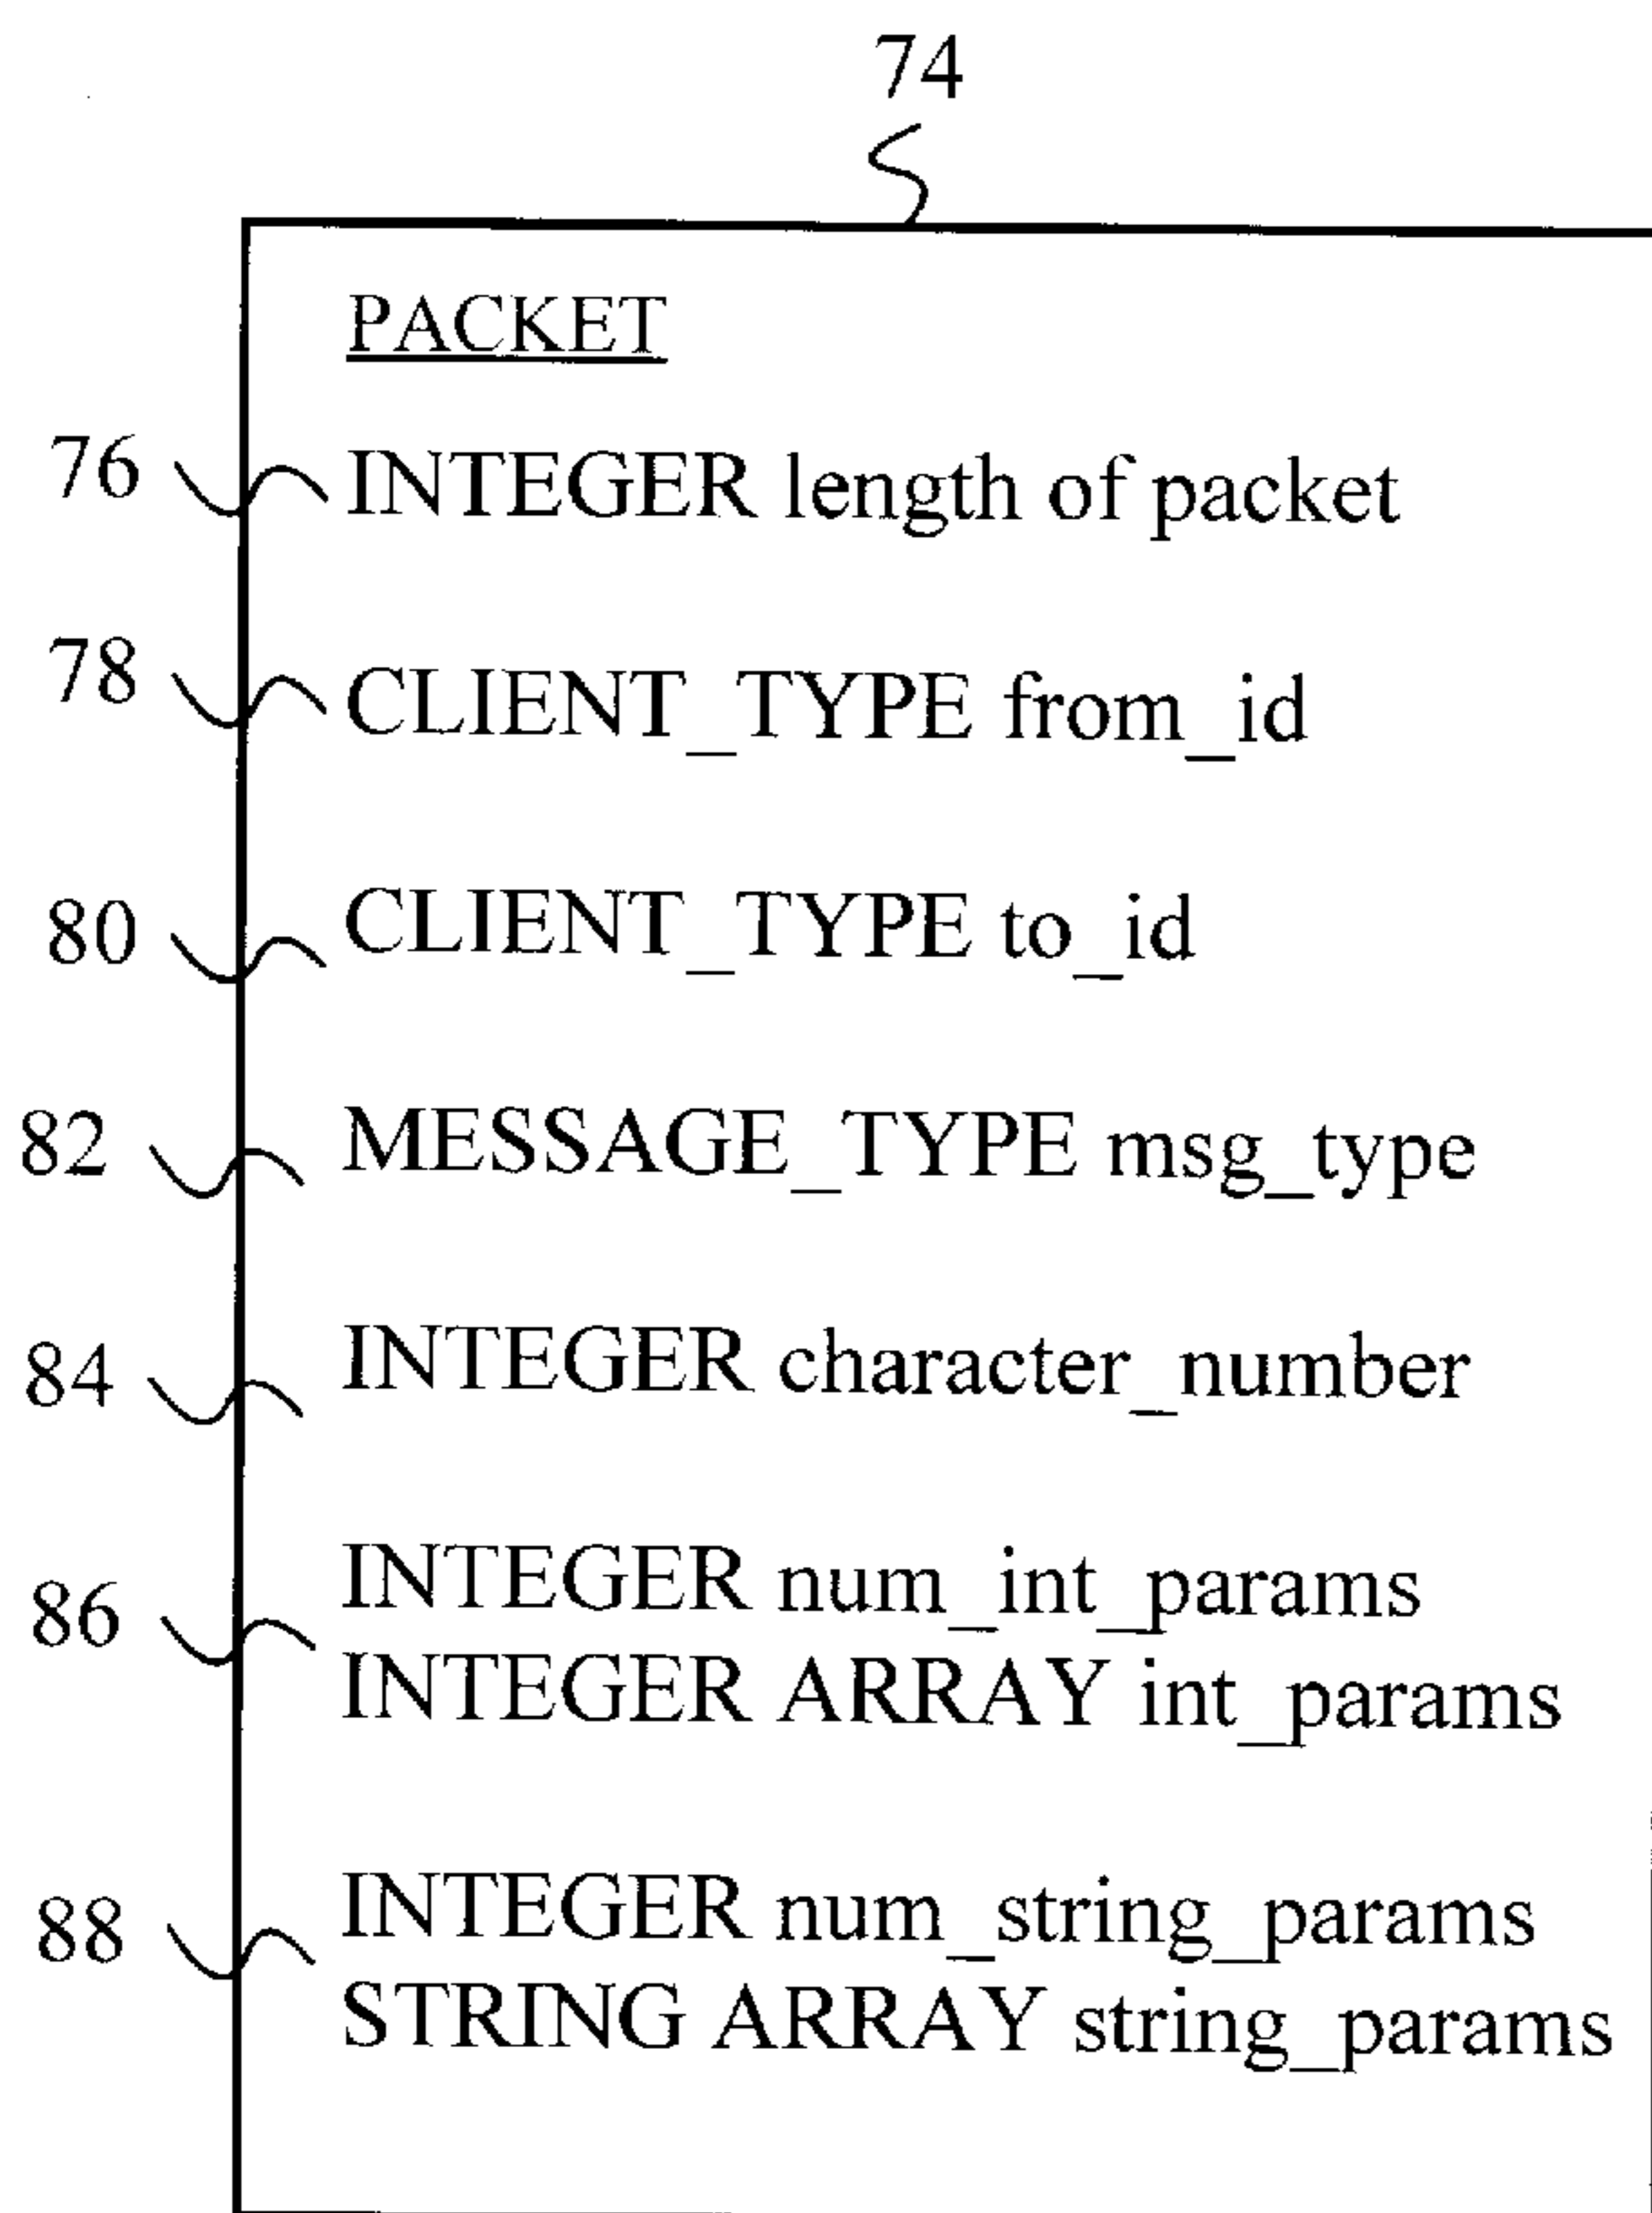 74
PACKET
76 INTEGER length of packet
78 CLIENT_TYPE from_id
80 CLIENT_TYPE to_id
82 MESSAGE_TYPE msg_type
84 INTEGER character_number
86 INTEGER num_int_params
INTEGER ARRAY int_params
88 INTEGER num_string_params
STRING ARRAY string_params